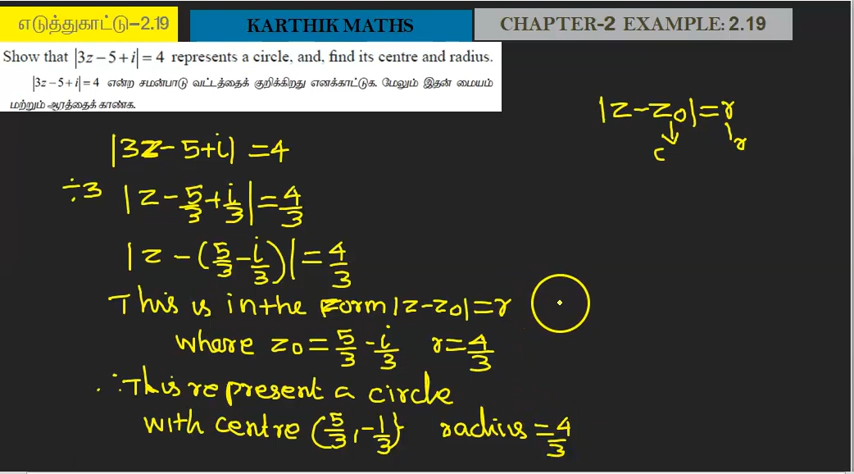 எடுத்துகாட்டு-2.19
KARTHIK MATHS
CHAPTER-2 EXAMPLE: 2.19
Show that |3z − 5 + i| = 4 represents a circle, and, find its centre and radius.
|3z − 5 + i| = 4 என்ற சமன்பாடு வட்டத்தைக் குறிக்கிறது எனக்காட்டுக. மேலும் இதன் மையம்
மற்றும் ஆரத்தைக் காண்க.
|z − z₀| = r
c r
|3z − 5 + i| = 4
÷3 |z − 5/3 + i/3| = 4/3
|z − (5/3 − i/3)| = 4/3
This is in the form |z − z₀| = r
where z₀ = 5/3 − i/3 r = 4/3
∴ This represent a circle
with centre (5/3, −1/3) radius = 4/3